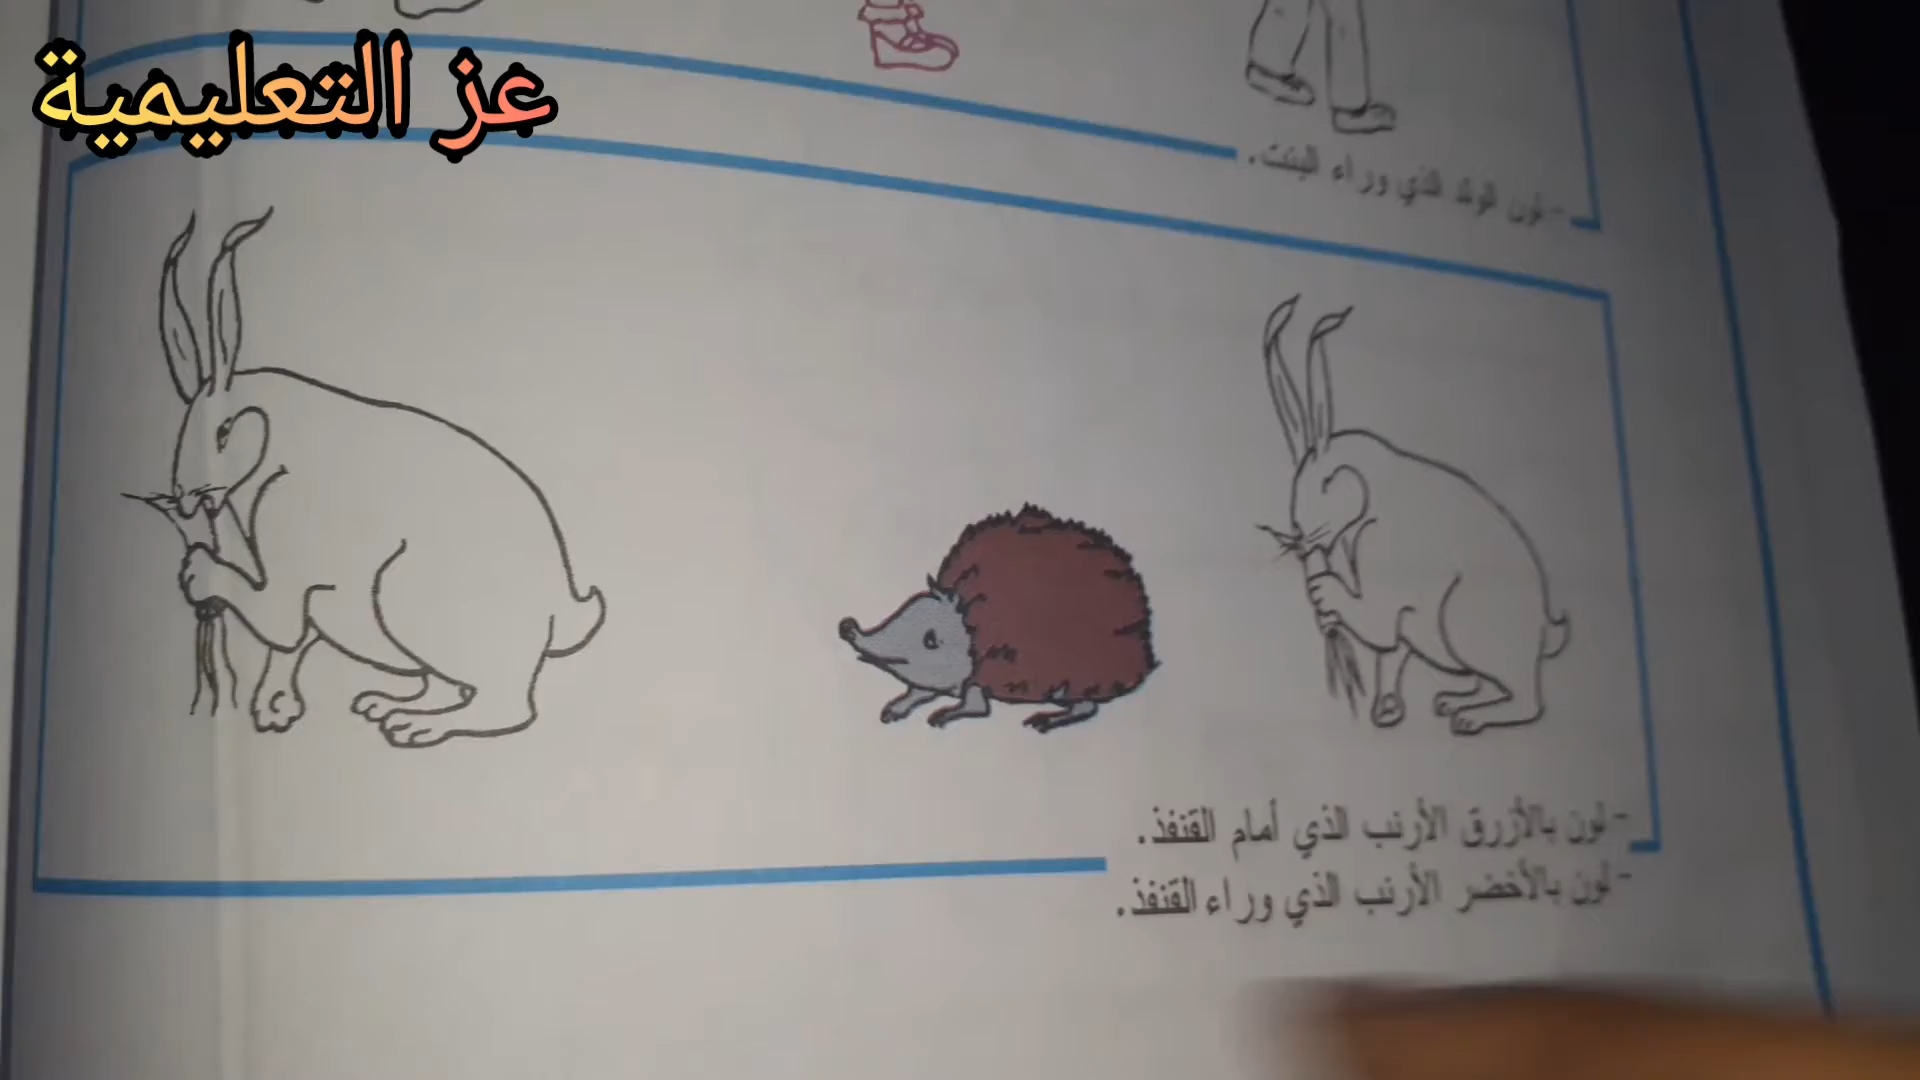 عز التعليمية
- لون الولد الذي وراء البنت.
- لون بالأزرق الأرنب الذي أمام القنفذ.
- لون بالأخضر الأرنب الذي وراء القنفذ.